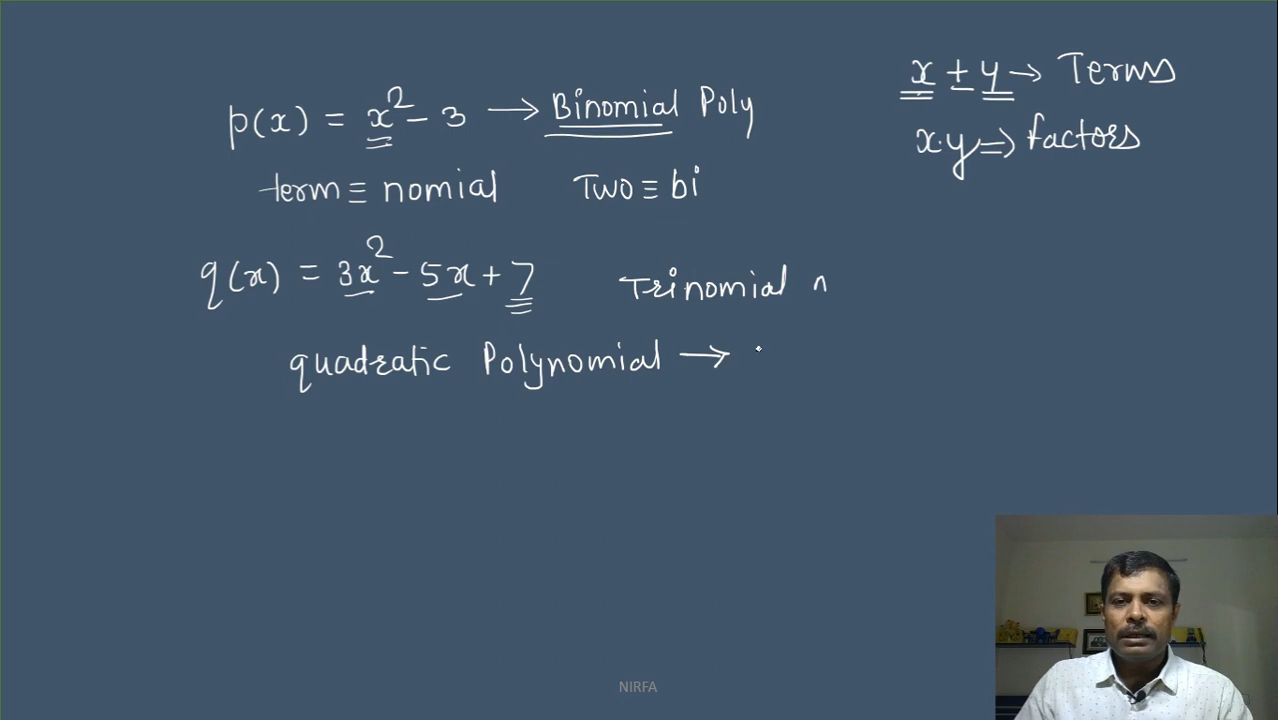 x ± y → Terms
p(x) = x² - 3 → Binomial Poly
x.y ⇒ factors
term ≡ nomial Two ≡ bi
q(x) = 3x² - 5x + 7 Trinomial
quadratic Polynomial →
NIRFA